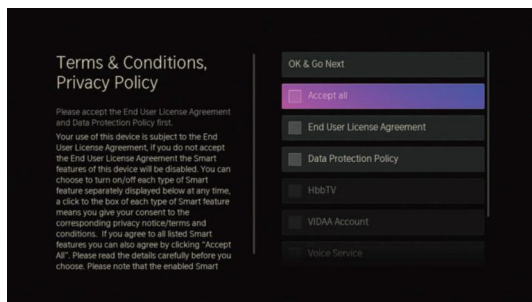 Terms & Conditions,
Privacy Policy
Please accept the End User License Agreement
and Data Protection Policy first.
Your use of this device is subject to the End
User License Agreement, if you do not accept
the End User License Agreement the Smart
features of this device will be disabled. You can
choose to turn on/off each type of Smart
feature separately displayed below at any time,
a click to the box of each type of Smart feature
means you give your consent to the
corresponding privacy notice/terms and
conditions. If you agree to all listed Smart
features you can also agree by clicking "Accept
All". Please read the details carefully before you
choose. Please note that the enabled Smart
OK & Go Next
Accept all
End User License Agreement
Data Protection Policy
HbbTV
VIDAA Account
Voice Service